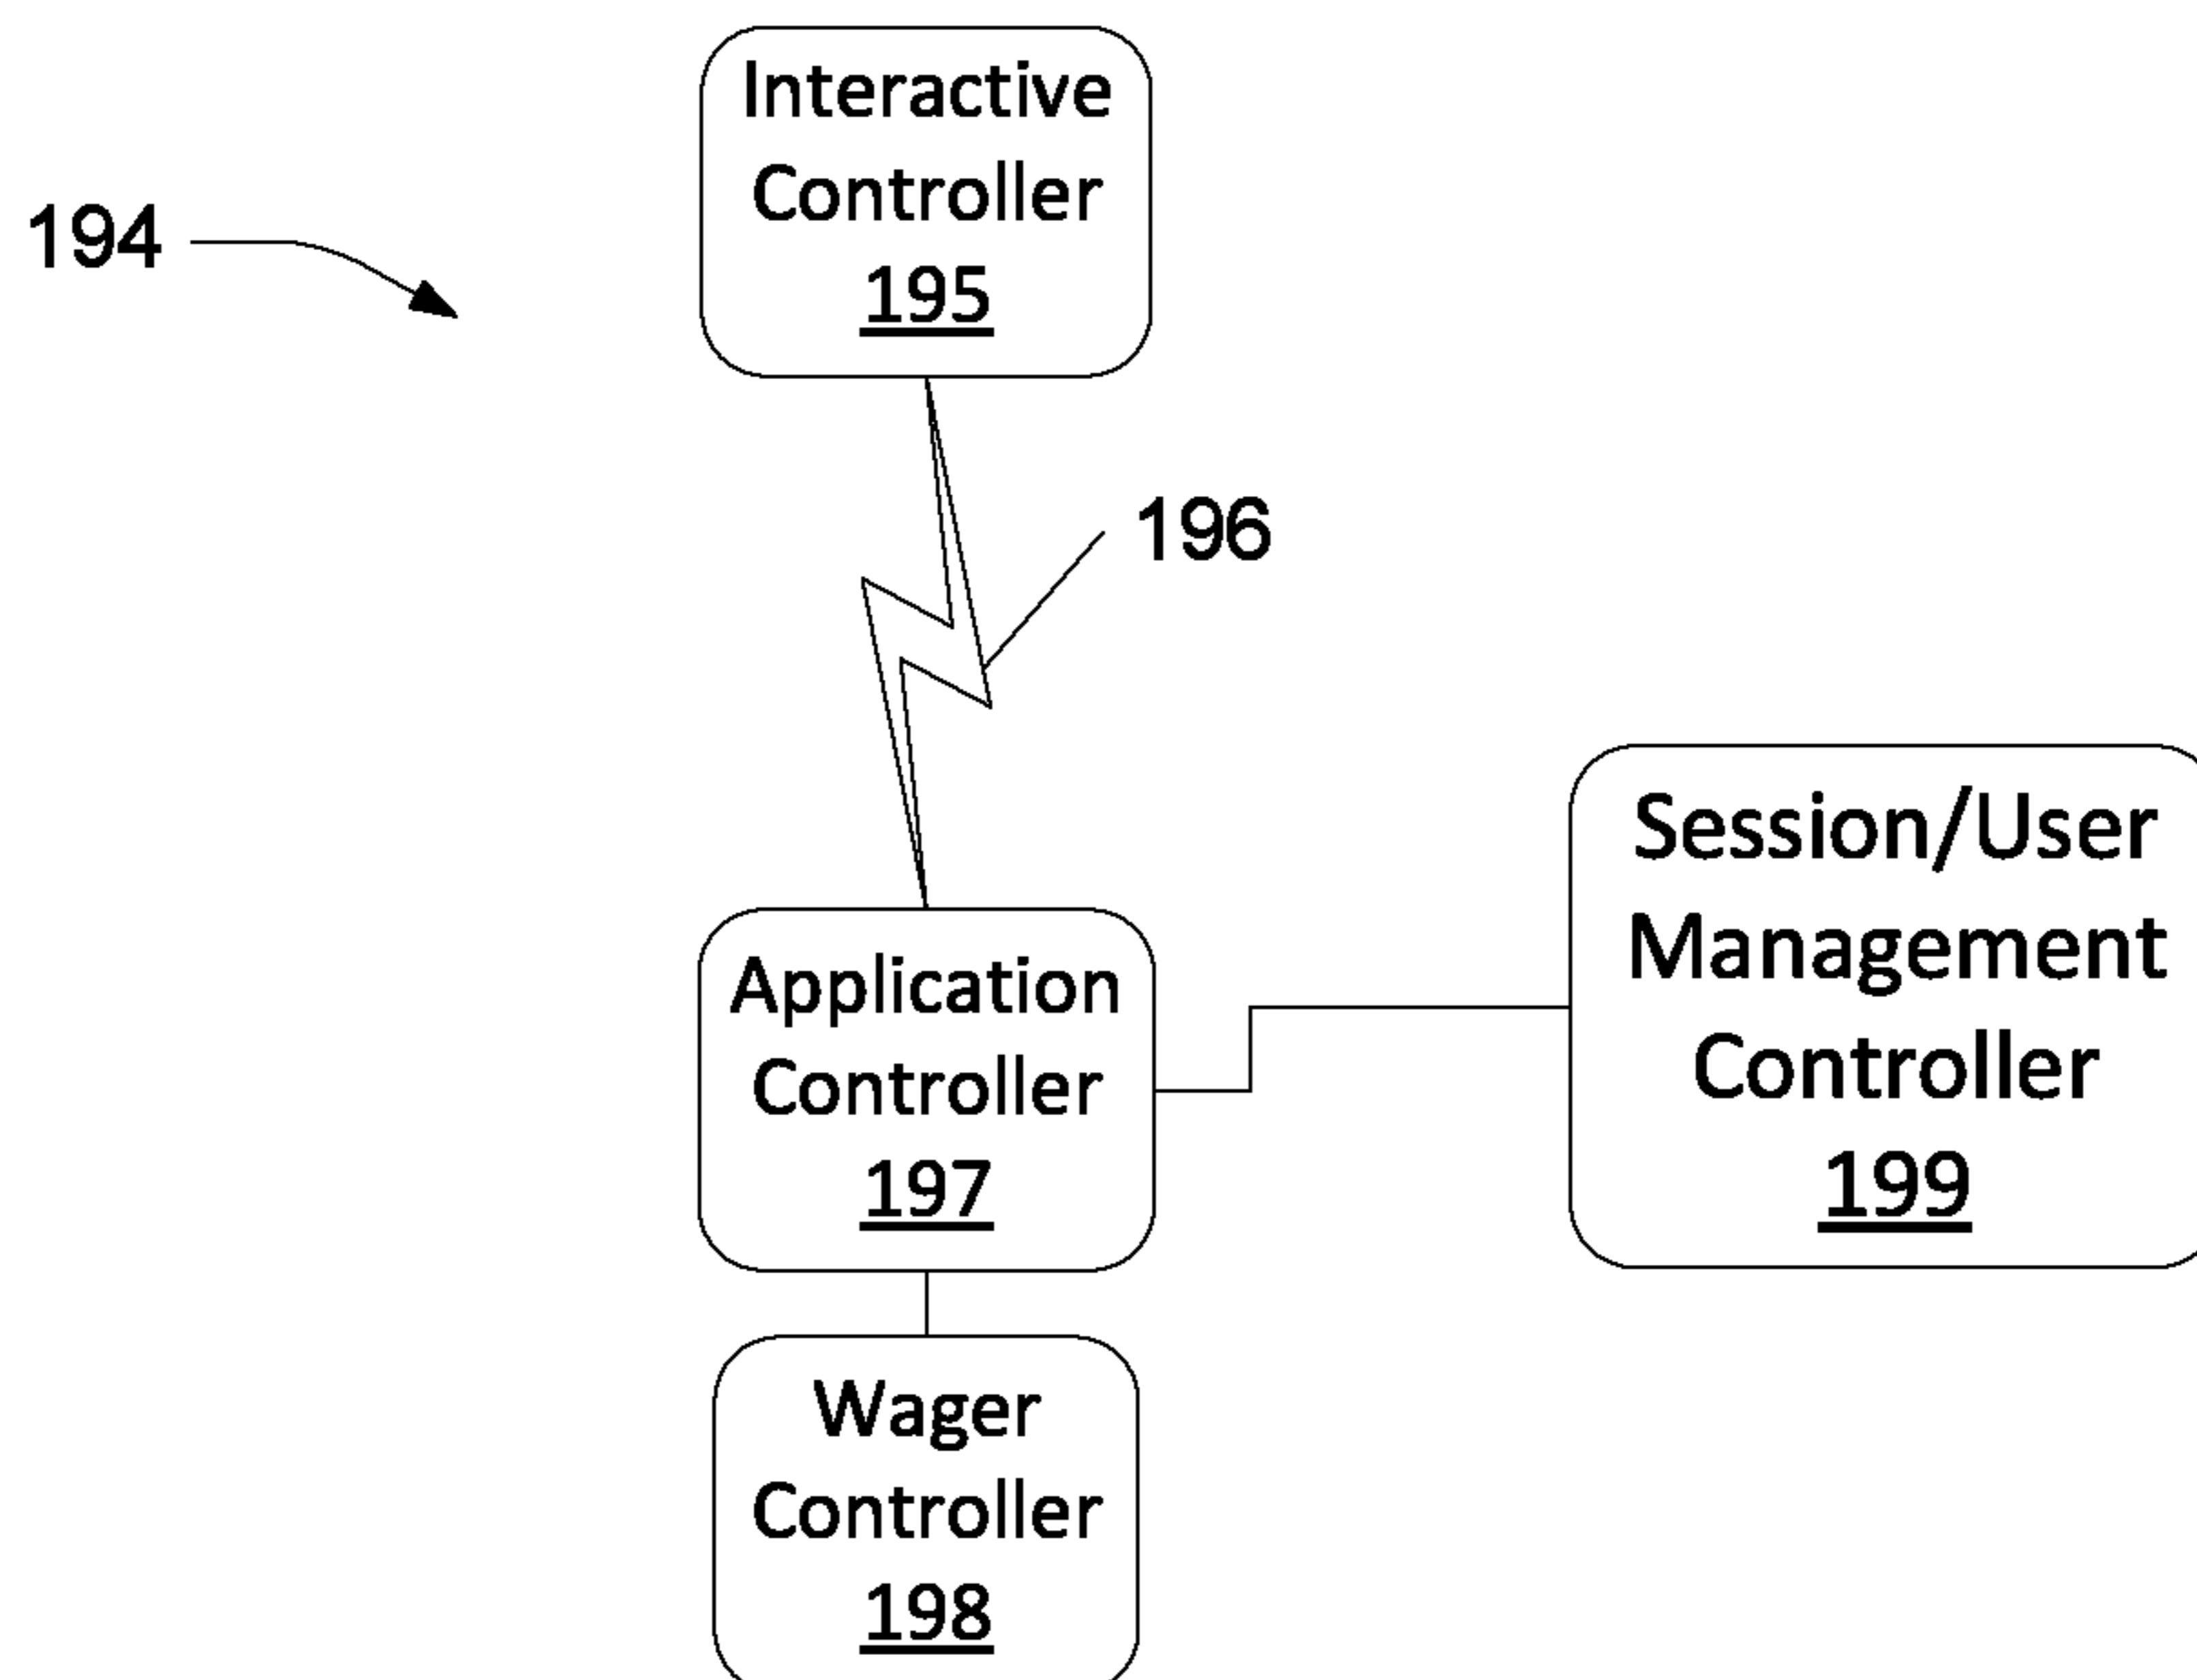 Interactive
Controller
195
194
196
Application
Controller
197
Session/User
Management
Controller
199
Wager
Controller
198